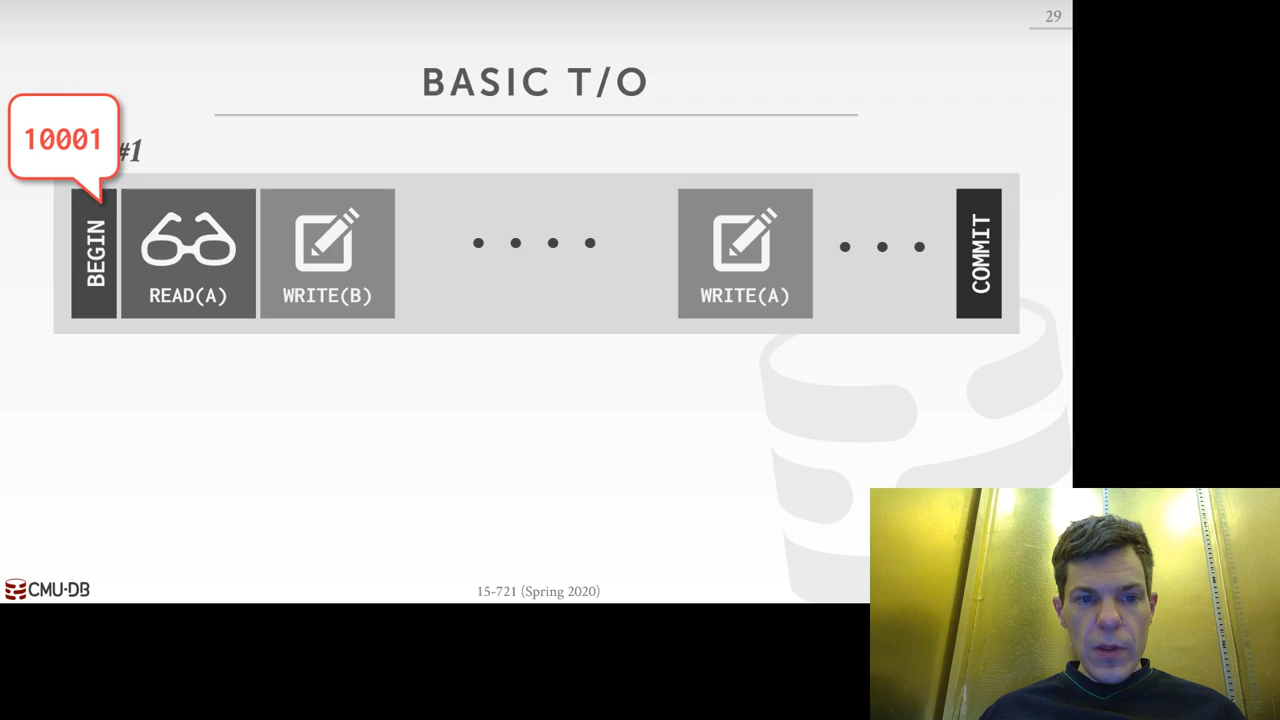 29
BASIC T/O
10001
#1
BEGIN
READ(A)
WRITE(B)
WRITE(A)
COMMIT
CMU·DB
15-721 (Spring 2020)